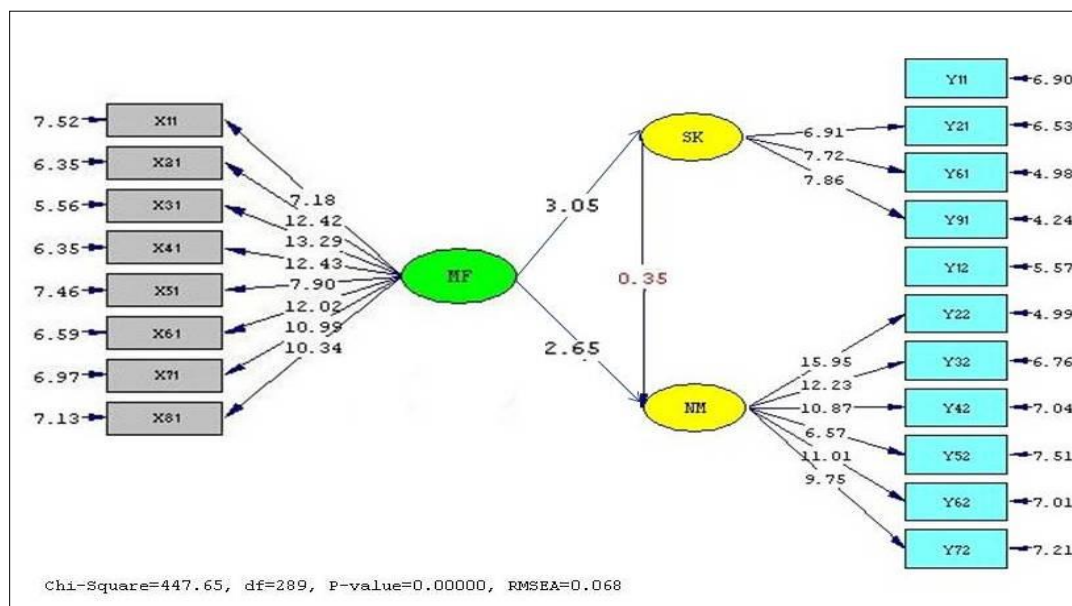 7.52 X11
6.35 X21
5.56 X31
6.35 X41
7.46 X51
6.59 X61
6.97 X71
7.13 X81
7.18
12.42
13.29
12.43
7.90
12.02
10.99
10.34
MF
3.05
2.65
SK
0.35
NM
6.91
7.72
7.86
15.95
12.23
10.87
6.57
11.01
9.75
Y11 6.90
Y21 6.53
Y61 4.98
Y91 4.24
Y12 5.57
Y22 4.99
Y32 6.76
Y42 7.04
Y52 7.51
Y62 7.01
Y72 7.21
Chi-Square=447.65, df=289, P-value=0.00000, RMSEA=0.068